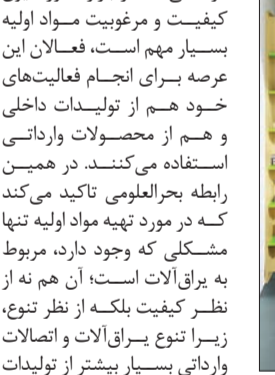 کیفیت و مرغوبیت مواد اولیه
بسیار مهم است، فعالان این
عرصه برای انجام فعالیت‌های
خود هم از تولیدات داخلی
و هم از محصولات وارداتی
استفاده می‌کنند. در همین
رابطه بحرالعلومی تاکید می‌کند
که در مورد تهیه مواد اولیه تنها
مشکلی که وجود دارد، مربوط
به یراق‌آلات است؛ آن هم نه از
نظر کیفیت بلکه از نظر تنوع،
زیرا تنوع یراق‌آلات و اتصالات
وارداتی بسیار بیشتر از تولیدات